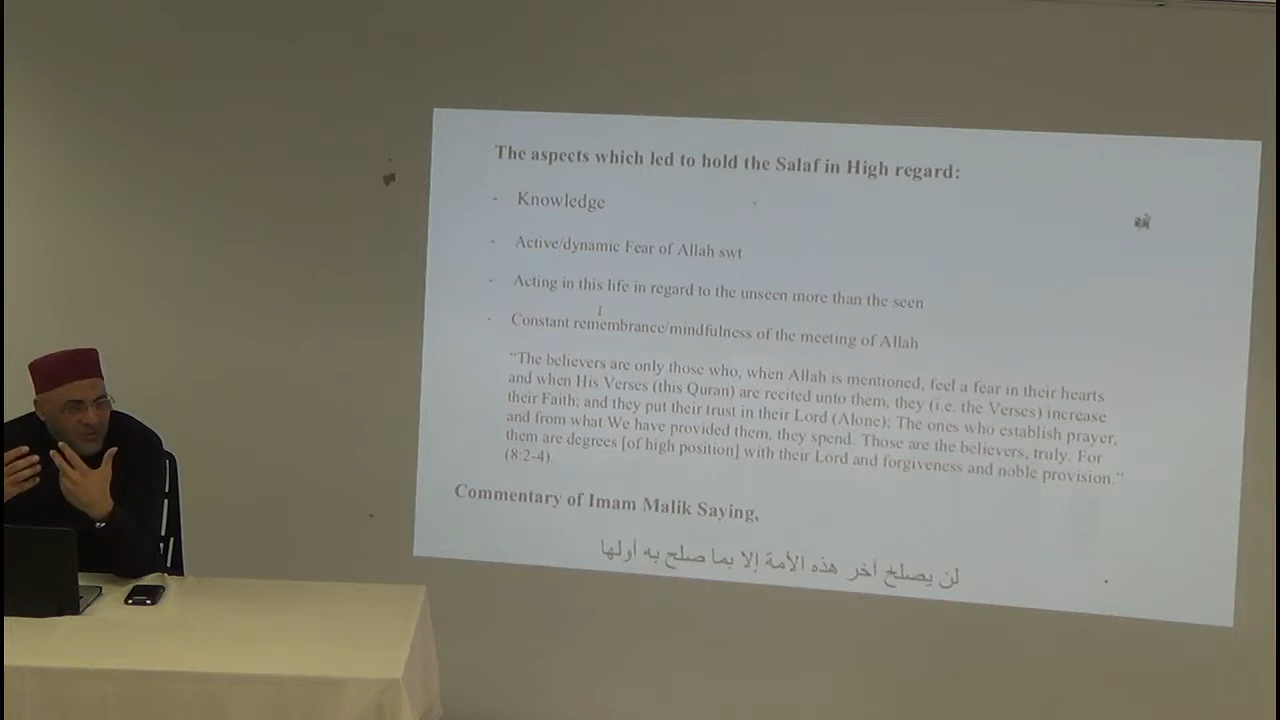 The aspects which led to hold the Salaf in High regard:
- Knowledge
- Active/dynamic Fear of Allah swt
- Acting in this life in regard to the unseen more than the seen
- Constant remembrance/mindfulness of the meeting of Allah
“The believers are only those who, when Allah is mentioned, feel a fear in their hearts
and when His Verses (this Quran) are recited unto them, they (i.e. the Verses) increase
their Faith; and they put their trust in their Lord (Alone); The ones who establish prayer,
and from what We have provided them, they spend. Those are the believers, truly. For
them are degrees [of high position] with their Lord and forgiveness and noble provision.“
(8:2-4).
Commentary of Imam Malik Saying,
لن يصلح آخر هذه الأمة إلا بما صلح به أولها